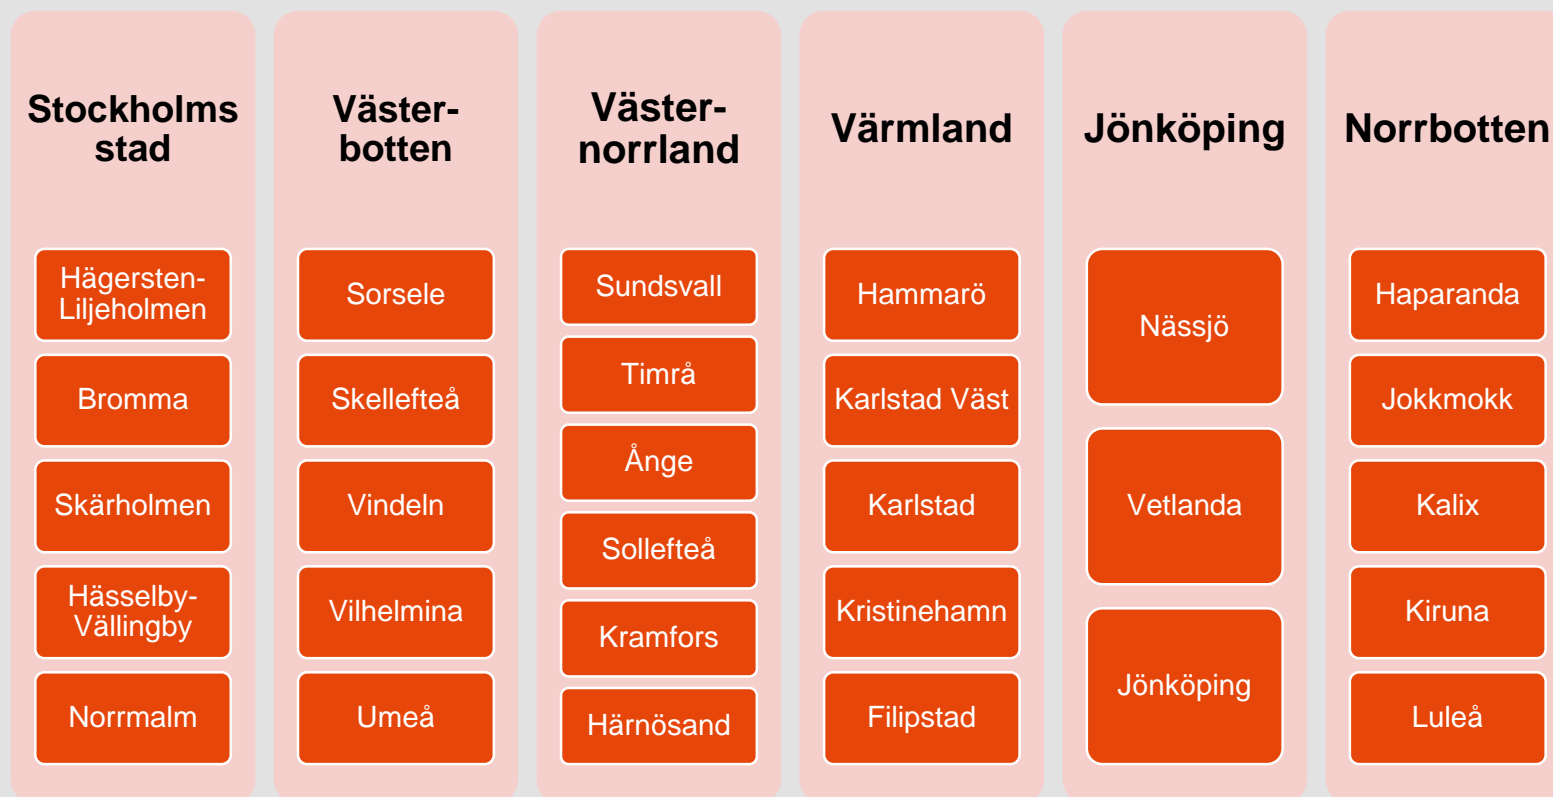 Stockholms
stad
Hägersten-
Liljeholmen
Bromma
Skärholmen
Hässelby-
Vällingby
Norrmalm
Väster-
botten
Sorsele
Skellefteå
Vindeln
Vilhelmina
Umeå
Väster-
norrland
Sundsvall
Timrå
Ånge
Sollefteå
Kramfors
Härnösand
Värmland
Hammarö
Karlstad Väst
Karlstad
Kristinehamn
Filipstad
Jönköping
Nässjö
Vetlanda
Jönköping
Norrbotten
Haparanda
Jokkmokk
Kalix
Kiruna
Luleå